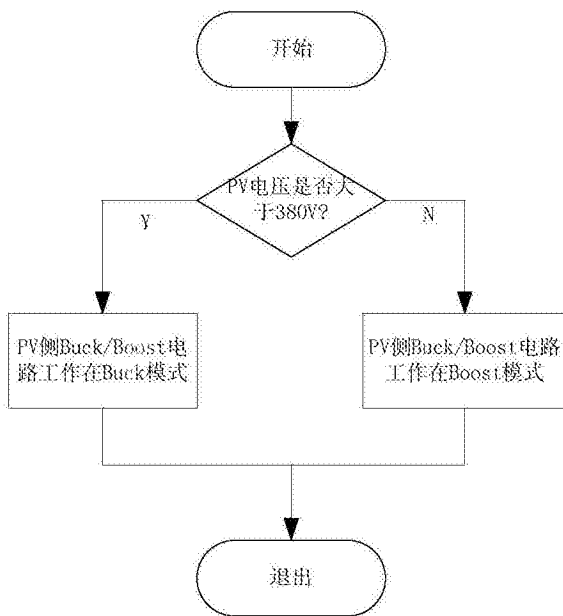 开始
PV电压是否大
于380V?
Y
N
PV侧Buck/Boost电
路工作在Buck模式
PV侧Buck/Boost电路
工作在Boost模式
退出